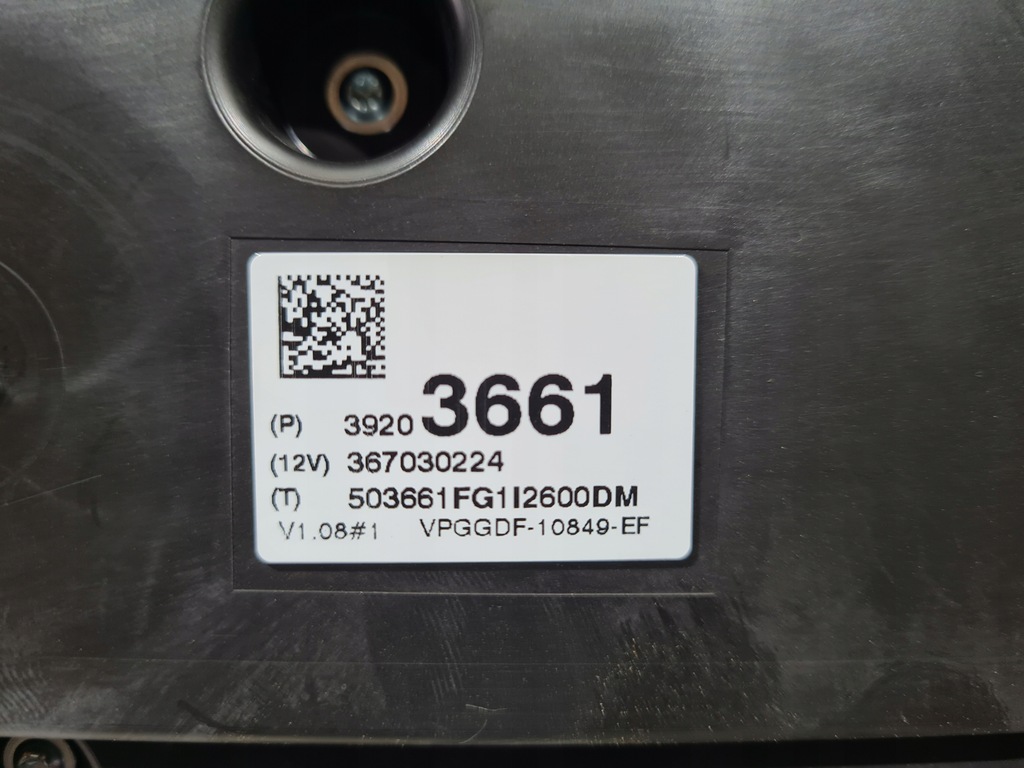 (P) 3920 3661
(12V) 367030224
(T) 503661FG1I2600DM
V1.08#1 VPGGDF-10849-EF